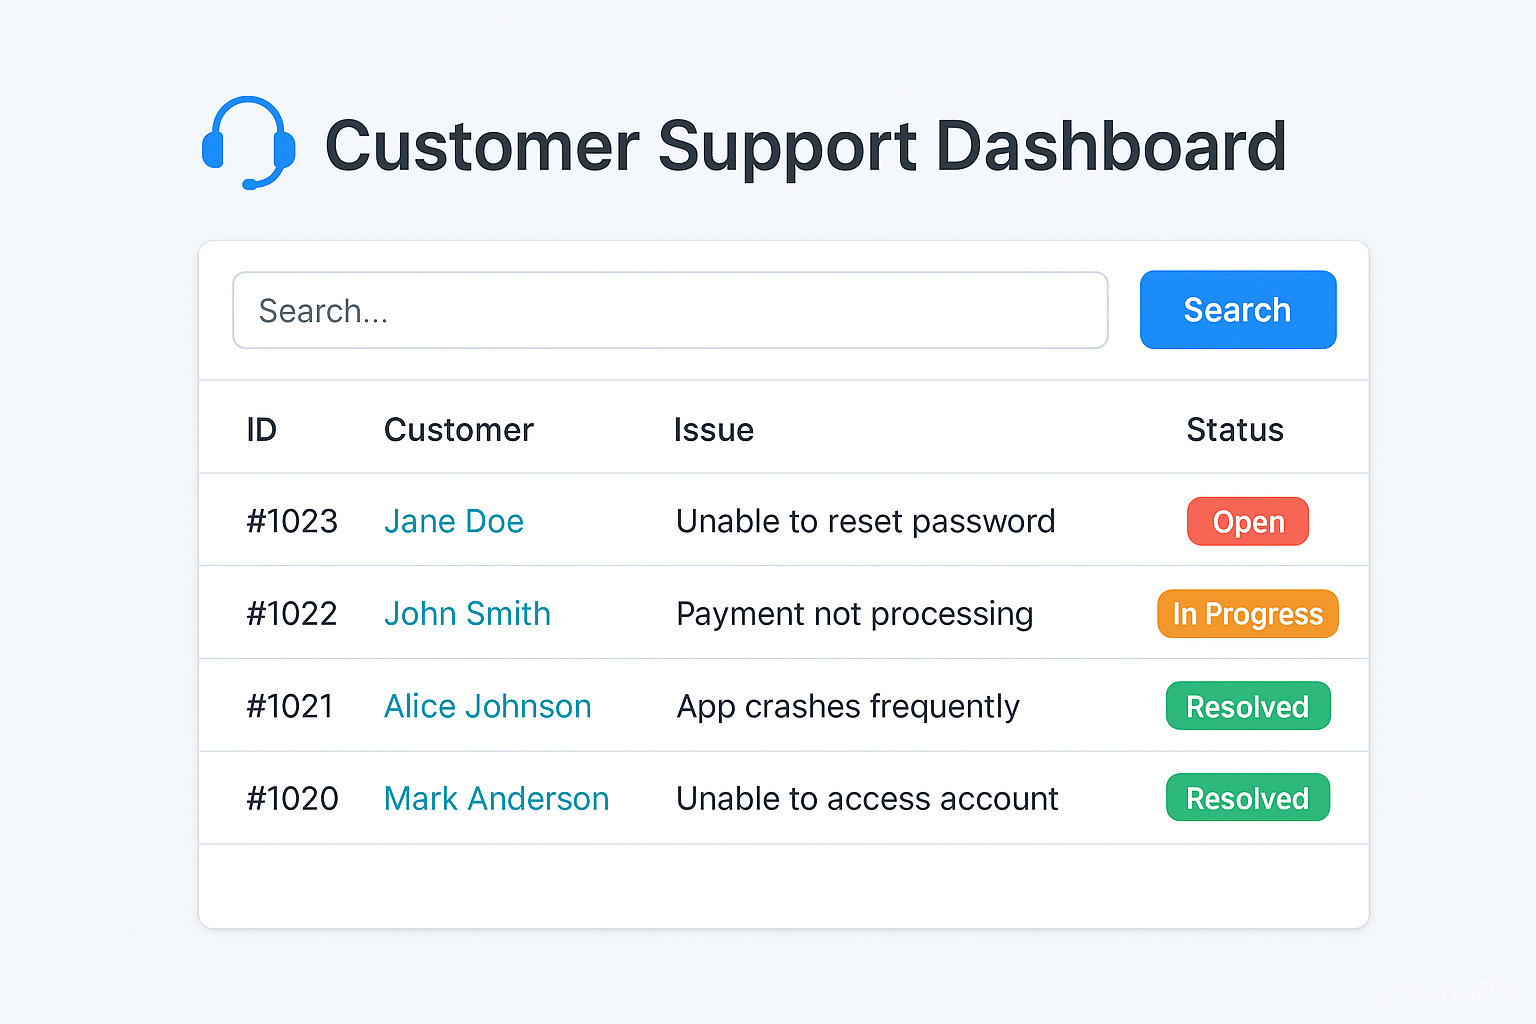 Customer Support Dashboard
Search... Search
ID Customer Issue Status
#1023 Jane Doe Unable to reset password Open
#1022 John Smith Payment not processing In Progress
#1021 Alice Johnson App crashes frequently Resolved
#1020 Mark Anderson Unable to access account Resolved
ChatGPT